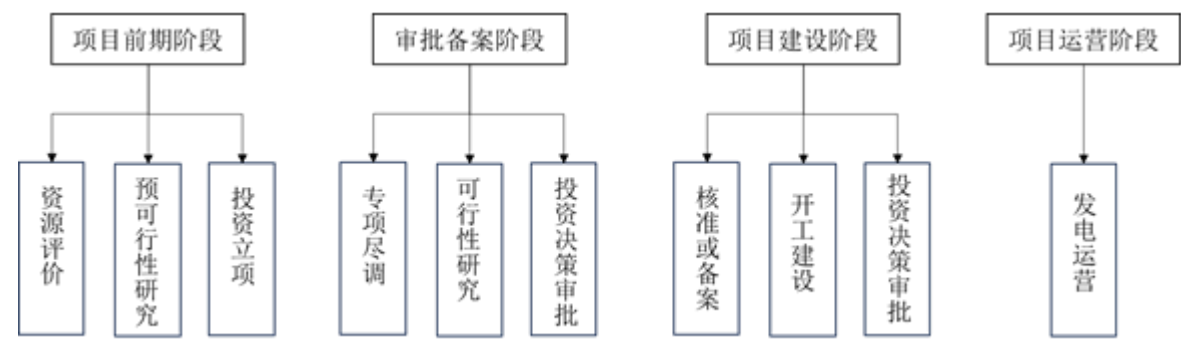 项目前期阶段
审批备案阶段
项目建设阶段
项目运营阶段
资源评价
预可行性研究
投资立项
专项尽调
可行性研究
投资决策审批
核准或备案
开工建设
投资决策审批
发电运营